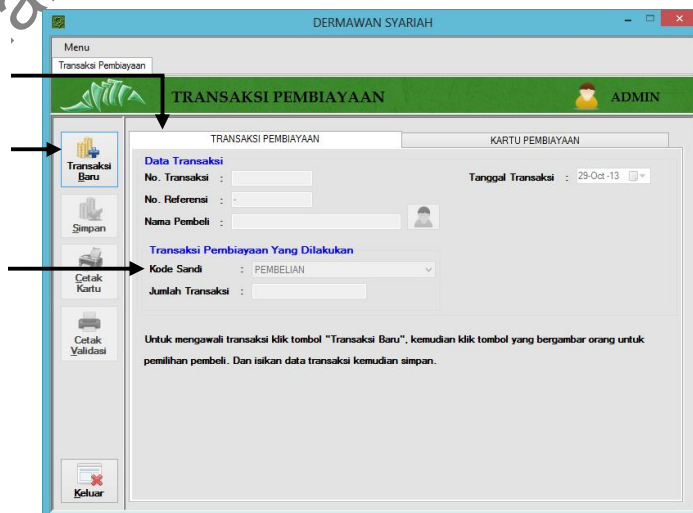 DERMAWAN SYARIAH
Menu
Transaksi Pembiayaan
TRANSAKSI PEMBIAYAAN
ADMIN
Transaksi
Baru
Simpan
Cetak
Kartu
Cetak
Validasi
Keluar
TRANSAKSI PEMBIAYAAN
KARTU PEMBIAYAAN
Data Transaksi
No. Transaksi :
Tanggal Transaksi : 29-Oct-13
No. Referensi : -
Nama Pembeli :
Transaksi Pembiayaan Yang Dilakukan
Kode Sandi : PEMBELIAN
Jumlah Transaksi :
Untuk mengawali transaksi klik tombol "Transaksi Baru", kemudian klik tombol yang bergambar orang untuk
pemilihan pembeli. Dan isikan data transaksi kemudian simpan.